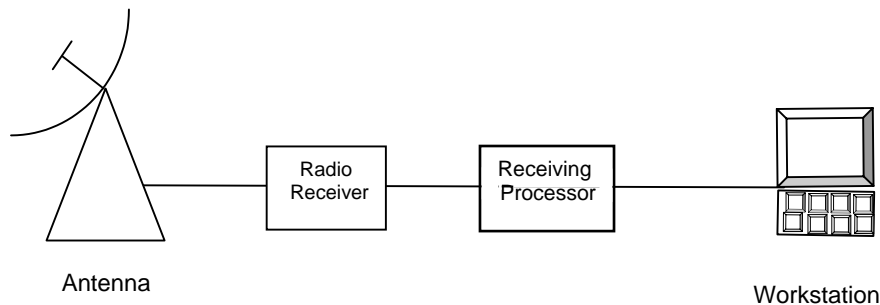 Radio
Receiver
Receiving
Processor
Antenna
Workstation